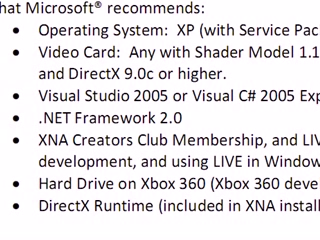 hat Microsoft® recommends:
• Operating System: XP (with Service Pac
• Video Card: Any with Shader Model 1.1
and DirectX 9.0c or higher.
• Visual Studio 2005 or Visual C# 2005 Exp
• .NET Framework 2.0
• XNA Creators Club Membership, and LIV
development, and using LIVE in Window
• Hard Drive on Xbox 360 (Xbox 360 deve
• DirectX Runtime (included in XNA install